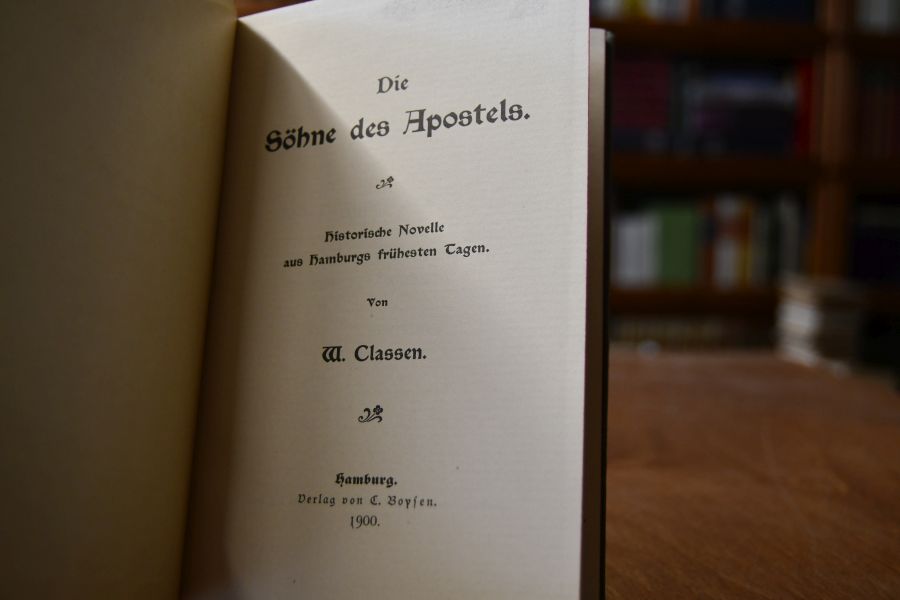 Die
Söhne des Apostels.
Historische Novelle
aus Hamburgs frühesten Tagen.
Von
W. Classen.
Hamburg.
Verlag von C. Boysen.
1900.